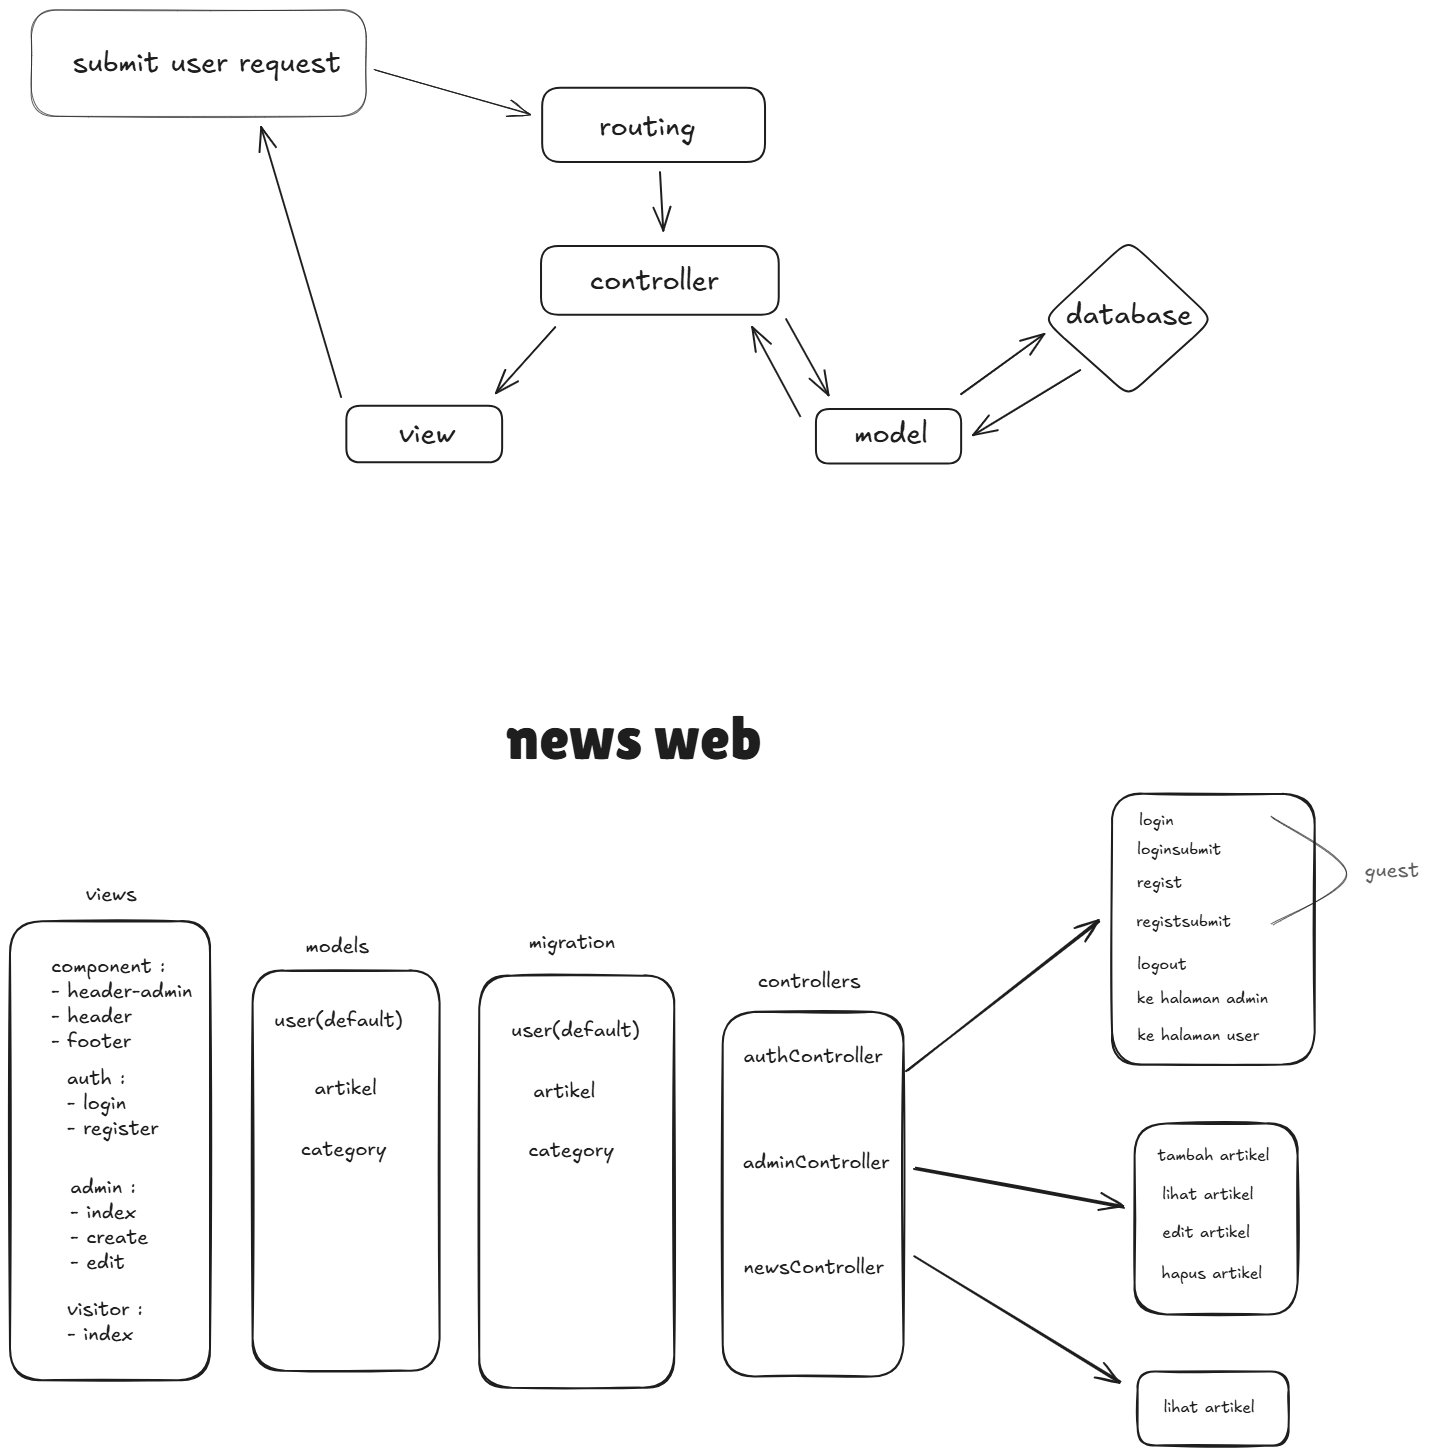 submit user request
routing
controller
database
view
model
news web
views
component :
- header-admin
- header
- footer
auth :
- login
- register
admin :
- index
- create
- edit
visitor :
- index
models
user(default)
artikel
category
migration
user(default)
artikel
category
controllers
authController
adminController
newsController
login
loginsubmit
regist
registsubmit
logout
ke halaman admin
ke halaman user
guest
tambah artikel
lihat artikel
edit artikel
hapus artikel
lihat artikel